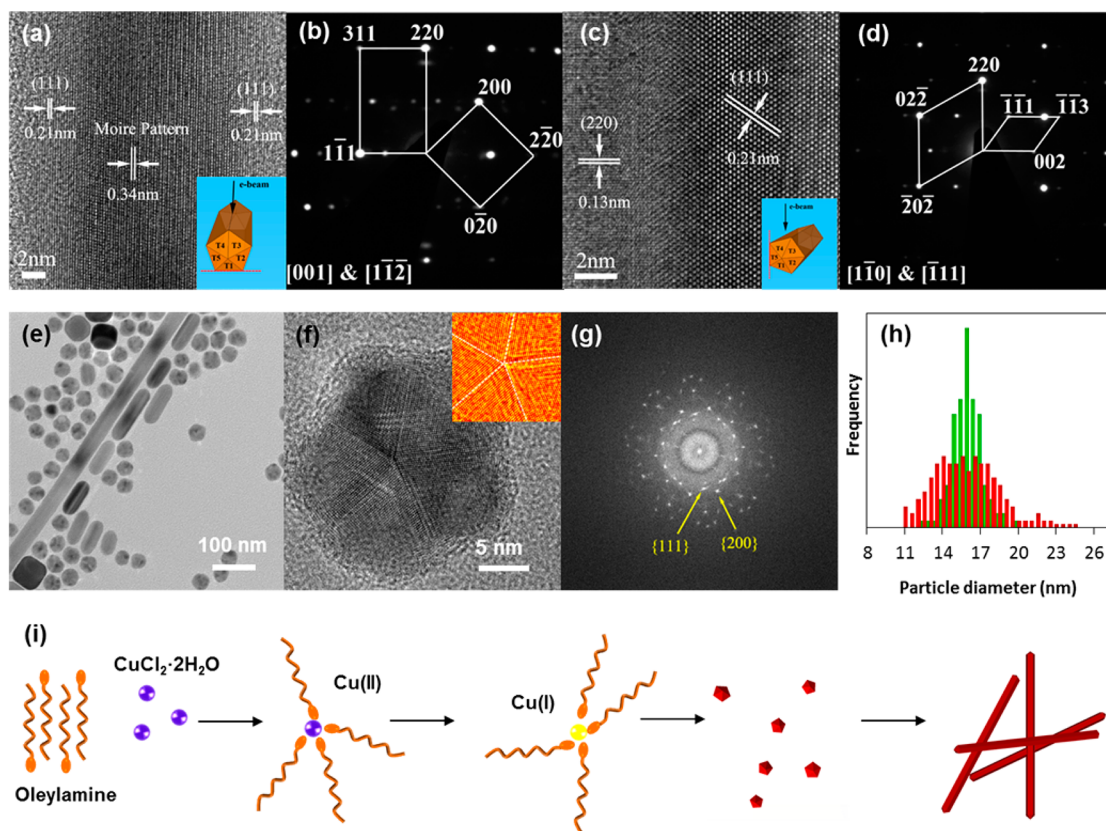 (a)
(111)
0.21nm
Moire Pattern
0.34nm
(111)
0.21nm
e-beam
T4 T3
T5 T2
T1
2nm
(b)
311 220
200
11̄1
22̄0
02̄0
[001] & [11̄2̄]
(c)
(111)
0.21nm
(220)
0.13nm
e-beam
T4 T3
T5 T2
T1
2nm
(d)
220
022̄
1̄1̄1 1̄1̄3
002
2̄02̄
[11̄0] & [1̄11]
(e)
100 nm
(f)
5 nm
(g)
{111} {200}
(h)
Frequency
8 11 14 17 20 23 26
Particle diameter (nm)
(i)
CuCl₂·2H₂O
Oleylamine
Cu(II)
Cu(I)